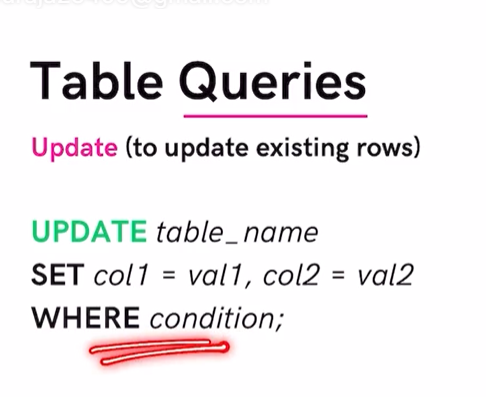 Table Queries
Update (to update existing rows)
UPDATE table_name
SET col1 = val1, col2 = val2
WHERE condition;